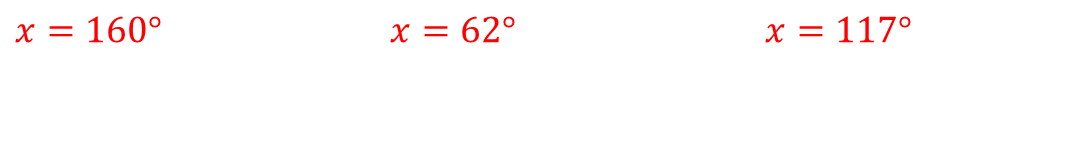 x = 160° x = 62° x = 117°